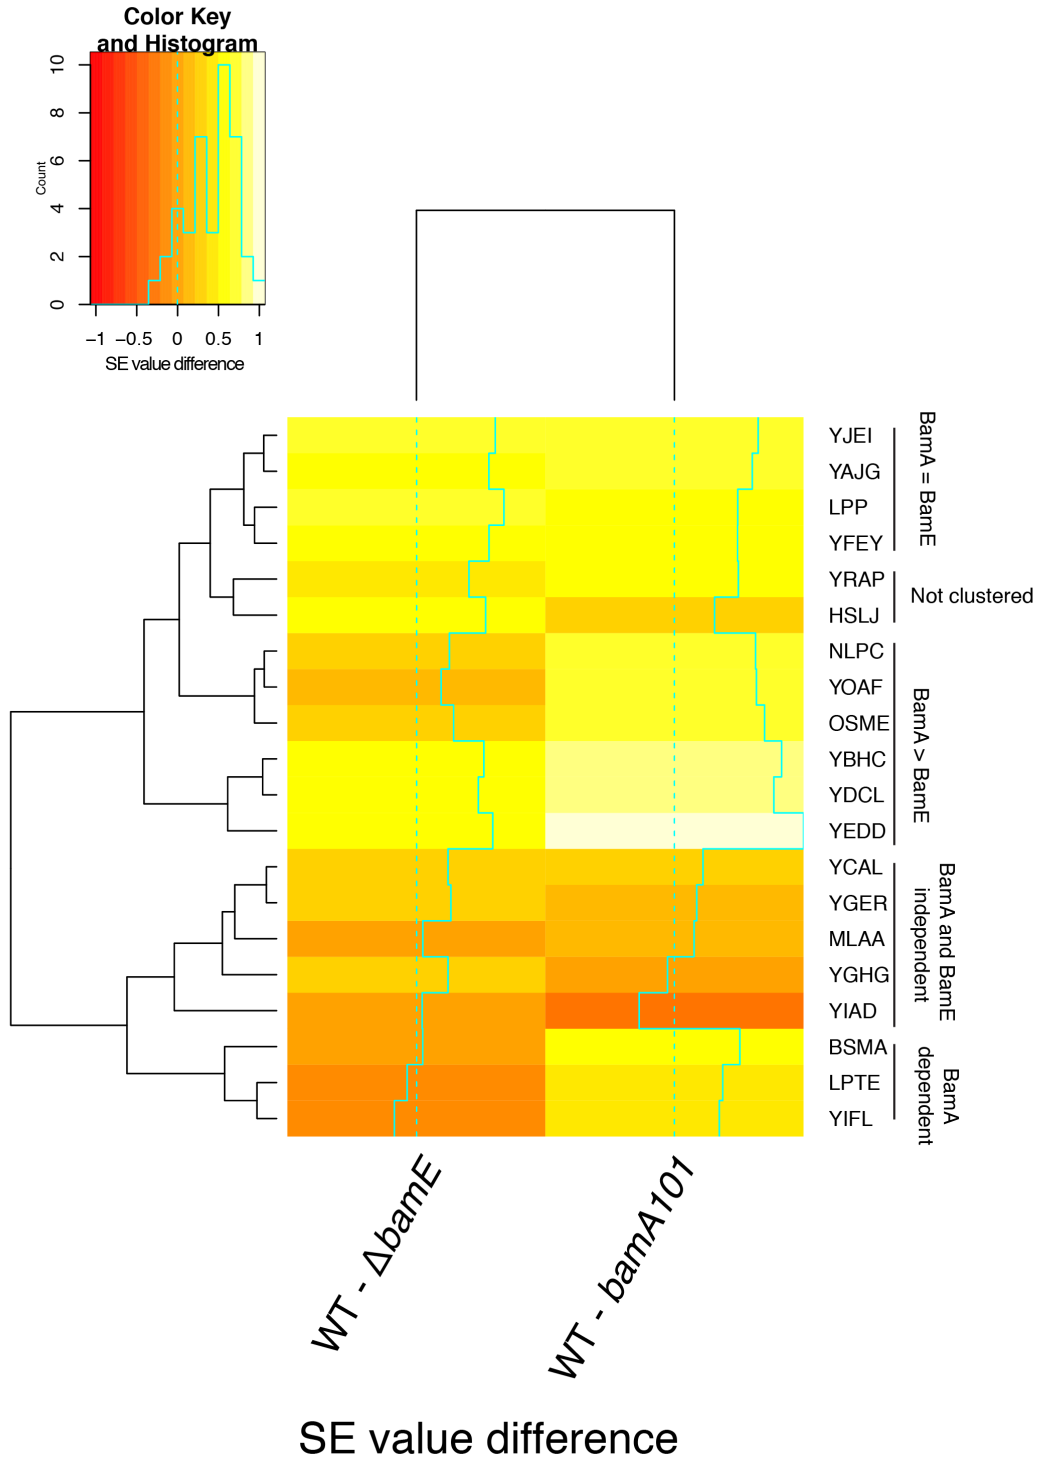 Color Key
and Histogram
10
8
6
4
2
0
Count
−1 −0.5 0 0.5 1
SE value difference
YJEI
YAJG
LPP
YFEY
YRAP
HSLJ
NLPC
YOAF
OSME
YBHC
YDCL
YEDD
YCAL
YGER
MLAA
YGHG
YIAD
BSMA
LPTE
YIFL
BamA = BamE
Not clustered
BamA > BamE
BamA and BamE
independent
BamA
dependent
WT - ΔbamE
WT - bamA101
SE value difference